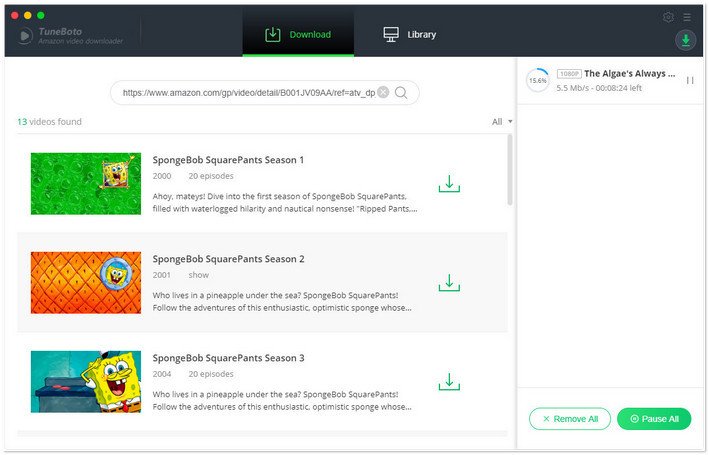 TuneBoto
Amazon video downloader
Download
Library
https://www.amazon.com/gp/video/detail/B001JV09AA/ref=atv_dp
13 videos found
All
SpongeBob SquarePants Season 1
2000 20 episodes
Ahoy, mateys! Dive into the first season of SpongeBob SquarePants,
filled with waterlogged hilarity and nautical nonsense! "Ripped Pants,...
SpongeBob SquarePants Season 2
2001 show
Who lives in a pineapple under the sea? SpongeBob SquarePants!
Follow the adventures of this enthusiastic, optimistic sponge whose...
SpongeBob SquarePants Season 3
2004 20 episodes
Who lives in a pineapple under the sea? SpongeBob SquarePants!
Follow the adventures of this enthusiastic, optimistic sponge whose...
15.6%
1080P The Algae's Always ...
5.5 Mb/s - 00:08:24 left
Remove All
Pause All